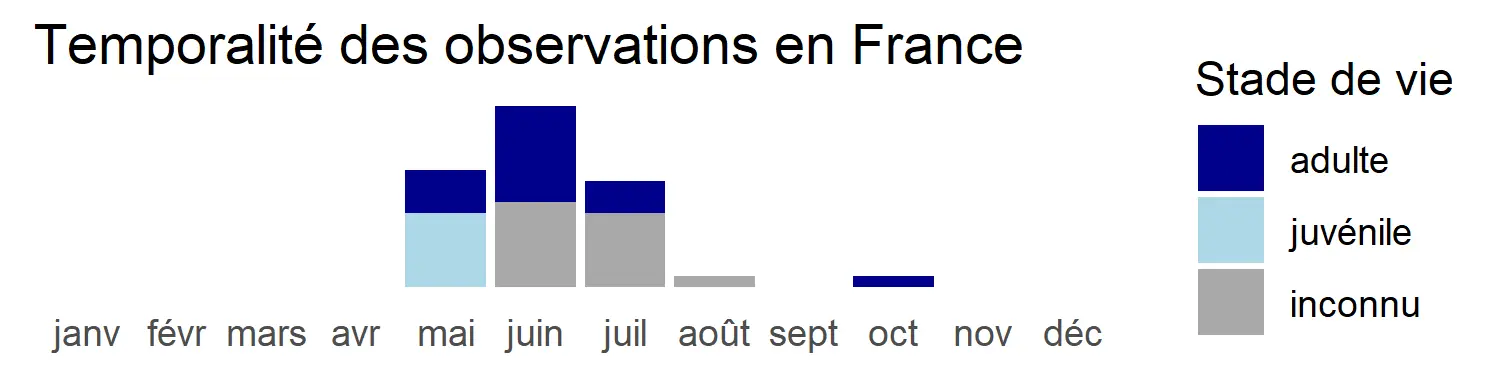 Temporalité des observations en France
Stade de vie
adulte
juvénile
inconnu
janv févr mars avr mai juin juil août sept oct nov déc